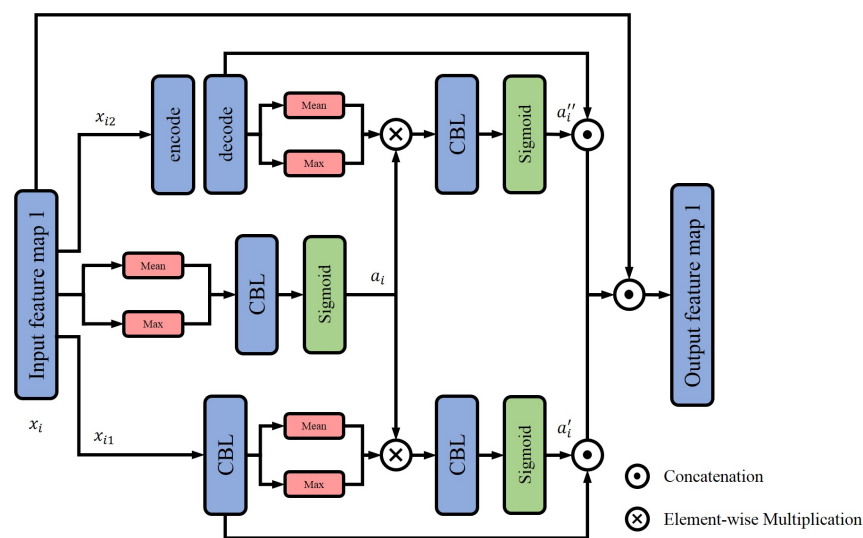 x_{i2}
encode
decode
Mean
Max
CBL
Sigmoid
a_i''
Input feature map 1
Mean
Max
CBL
Sigmoid
a_i
Output feature map 1
x_i
x_{i1}
CBL
Mean
Max
CBL
Sigmoid
a_i'
Concatenation
Element-wise Multiplication